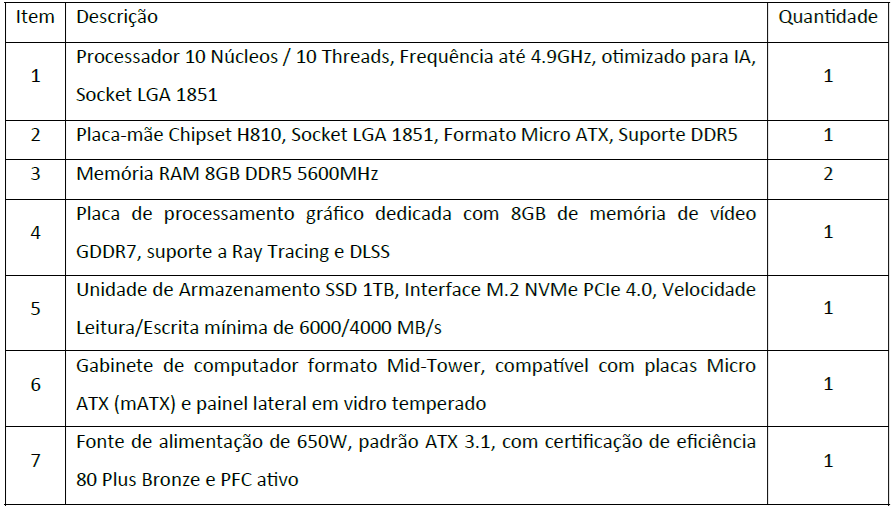 Item Descrição Quantidade
Processador 10 Núcleos / 10 Threads, Frequência até 4.9GHz, otimizado para IA,
1 1
Socket LGA 1851
2 Placa-mãe Chipset H810, Socket LGA 1851, Formato Micro ATX, Suporte DDR5 1
3 Memória RAM 8GB DDR5 5600MHz 2
Placa de processamento gráfico dedicada com 8GB de memória de vídeo
4 1
GDDR7, suporte a Ray Tracing e DLSS
Unidade de Armazenamento SSD 1TB, Interface M.2 NVMe PCIe 4.0, Velocidade
5 1
Leitura/Escrita mínima de 6000/4000 MB/s
Gabinete de computador formato Mid-Tower, compatível com placas Micro
6 1
ATX (mATX) e painel lateral em vidro temperado
Fonte de alimentação de 650W, padrão ATX 3.1, com certificação de eficiência
7 1
80 Plus Bronze e PFC ativo